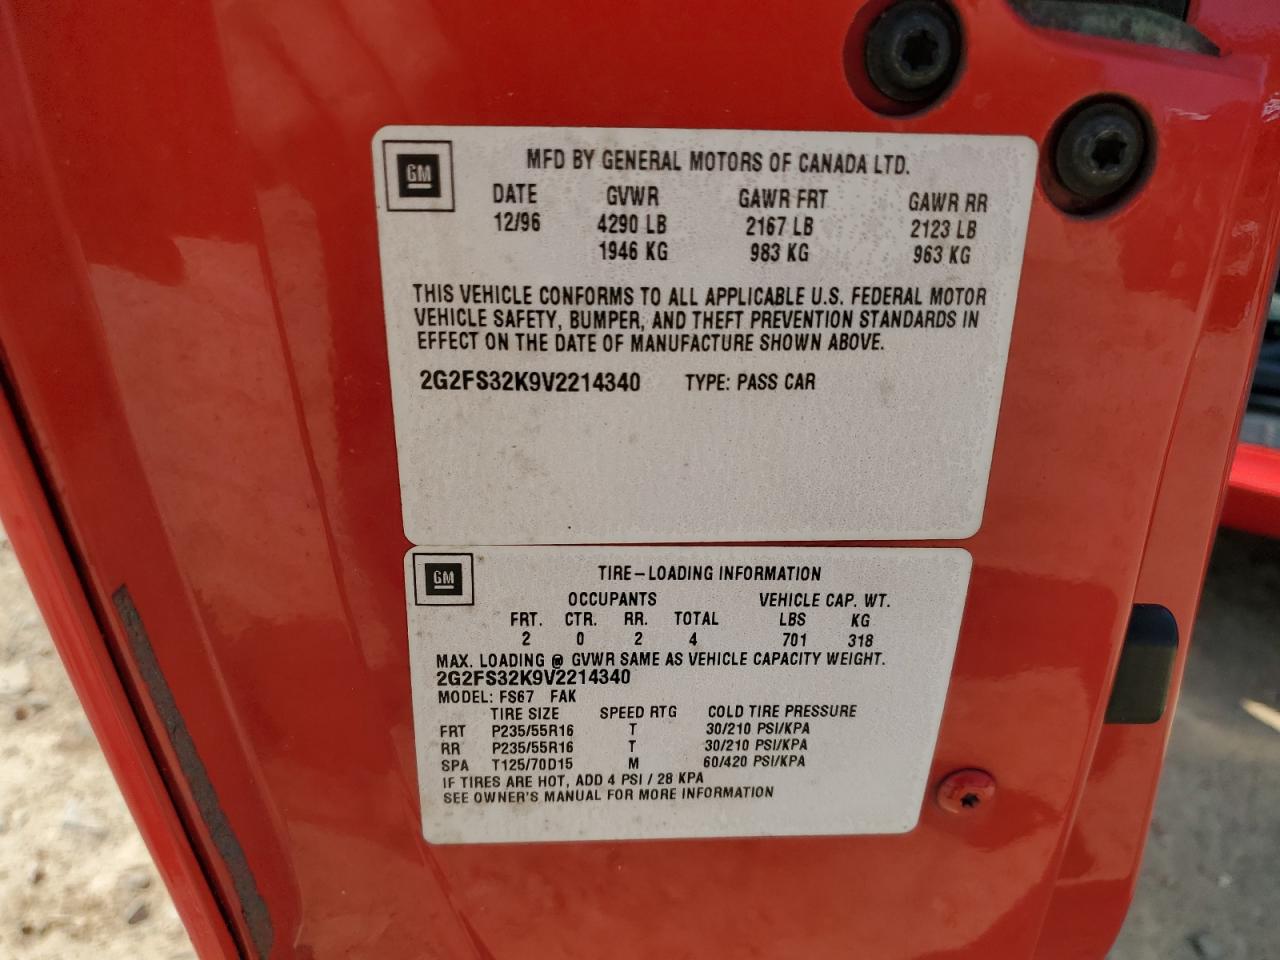 GM
MFD BY GENERAL MOTORS OF CANADA LTD.
DATE GVWR GAWR FRT GAWR RR
12/96 4290 LB 2167 LB 2123 LB
1946 KG 983 KG 963 KG
THIS VEHICLE CONFORMS TO ALL APPLICABLE U.S. FEDERAL MOTOR
VEHICLE SAFETY, BUMPER, AND THEFT PREVENTION STANDARDS IN
EFFECT ON THE DATE OF MANUFACTURE SHOWN ABOVE.
2G2FS32K9V2214340 TYPE: PASS CAR
GM
TIRE-LOADING INFORMATION
OCCUPANTS VEHICLE CAP. WT.
FRT. CTR. RR. TOTAL LBS KG
2 0 2 4 701 318
MAX. LOADING @ GVWR SAME AS VEHICLE CAPACITY WEIGHT.
2G2FS32K9V2214340
MODEL: FS67 FAK
TIRE SIZE SPEED RTG COLD TIRE PRESSURE
FRT P235/55R16 T 30/210 PSI/KPA
RR P235/55R16 T 30/210 PSI/KPA
SPA T125/70D15 M 60/420 PSI/KPA
IF TIRES ARE HOT, ADD 4 PSI / 28 KPA
SEE OWNER'S MANUAL FOR MORE INFORMATION